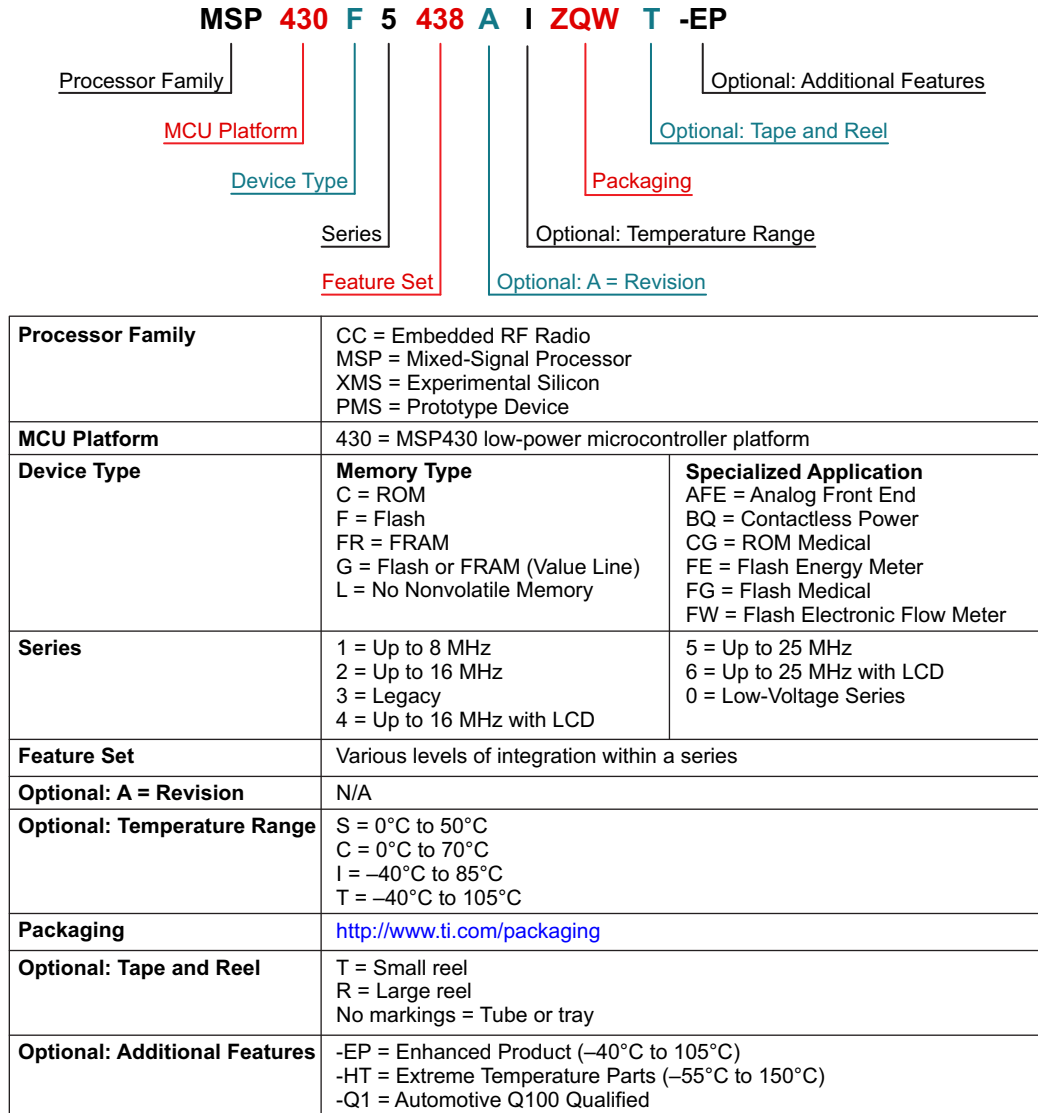 MSP 430 F 5 438 A I ZQW T -EP
Processor Family
Optional: Additional Features
MCU Platform
Optional: Tape and Reel
Device Type
Packaging
Series
Optional: Temperature Range
Feature Set
Optional: A = Revision
Processor Family
CC = Embedded RF Radio
MSP = Mixed-Signal Processor
XMS = Experimental Silicon
PMS = Prototype Device
MCU Platform
430 = MSP430 low-power microcontroller platform
Device Type
Memory Type
C = ROM
F = Flash
FR = FRAM
G = Flash or FRAM (Value Line)
L = No Nonvolatile Memory
Specialized Application
AFE = Analog Front End
BQ = Contactless Power
CG = ROM Medical
FE = Flash Energy Meter
FG = Flash Medical
FW = Flash Electronic Flow Meter
Series
1 = Up to 8 MHz
2 = Up to 16 MHz
3 = Legacy
4 = Up to 16 MHz with LCD
5 = Up to 25 MHz
6 = Up to 25 MHz with LCD
0 = Low-Voltage Series
Feature Set
Various levels of integration within a series
Optional: A = Revision
N/A
Optional: Temperature Range
S = 0°C to 50°C
C = 0°C to 70°C
I = –40°C to 85°C
T = –40°C to 105°C
Packaging
http://www.ti.com/packaging
Optional: Tape and Reel
T = Small reel
R = Large reel
No markings = Tube or tray
Optional: Additional Features
-EP = Enhanced Product (–40°C to 105°C)
-HT = Extreme Temperature Parts (–55°C to 150°C)
-Q1 = Automotive Q100 Qualified